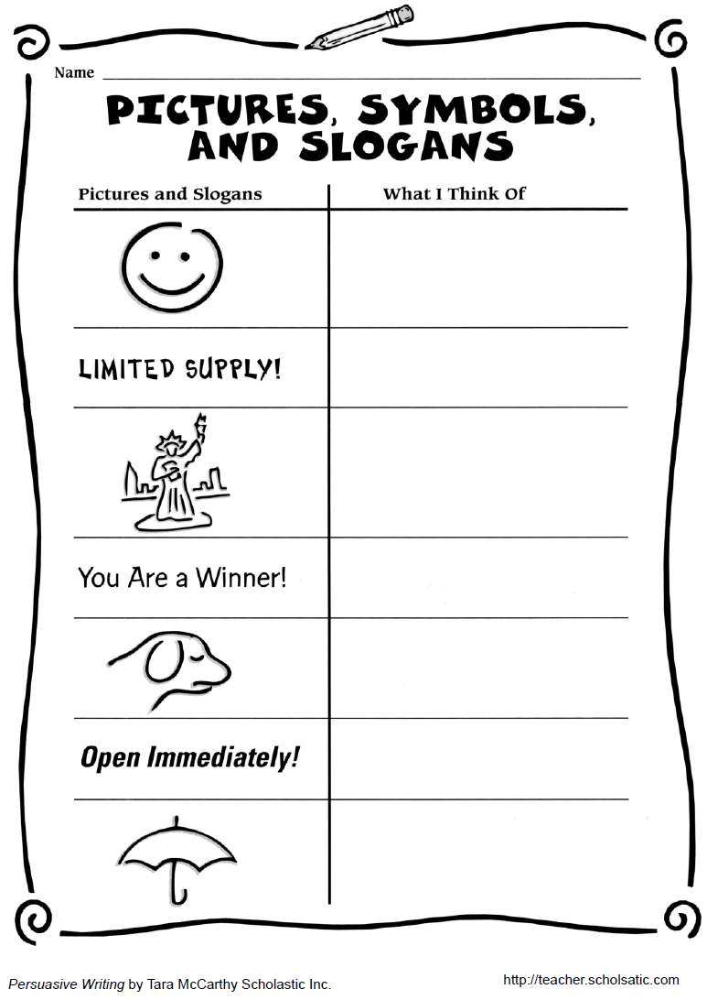 Name
PICTURES, SYMBOLS,
AND SLOGANS
Pictures and Slogans What I Think Of
LIMITED SUPPLY!
You Are a Winner!
Open Immediately!
Persuasive Writing by Tara McCarthy Scholastic Inc. http://teacher.scholsatic.com